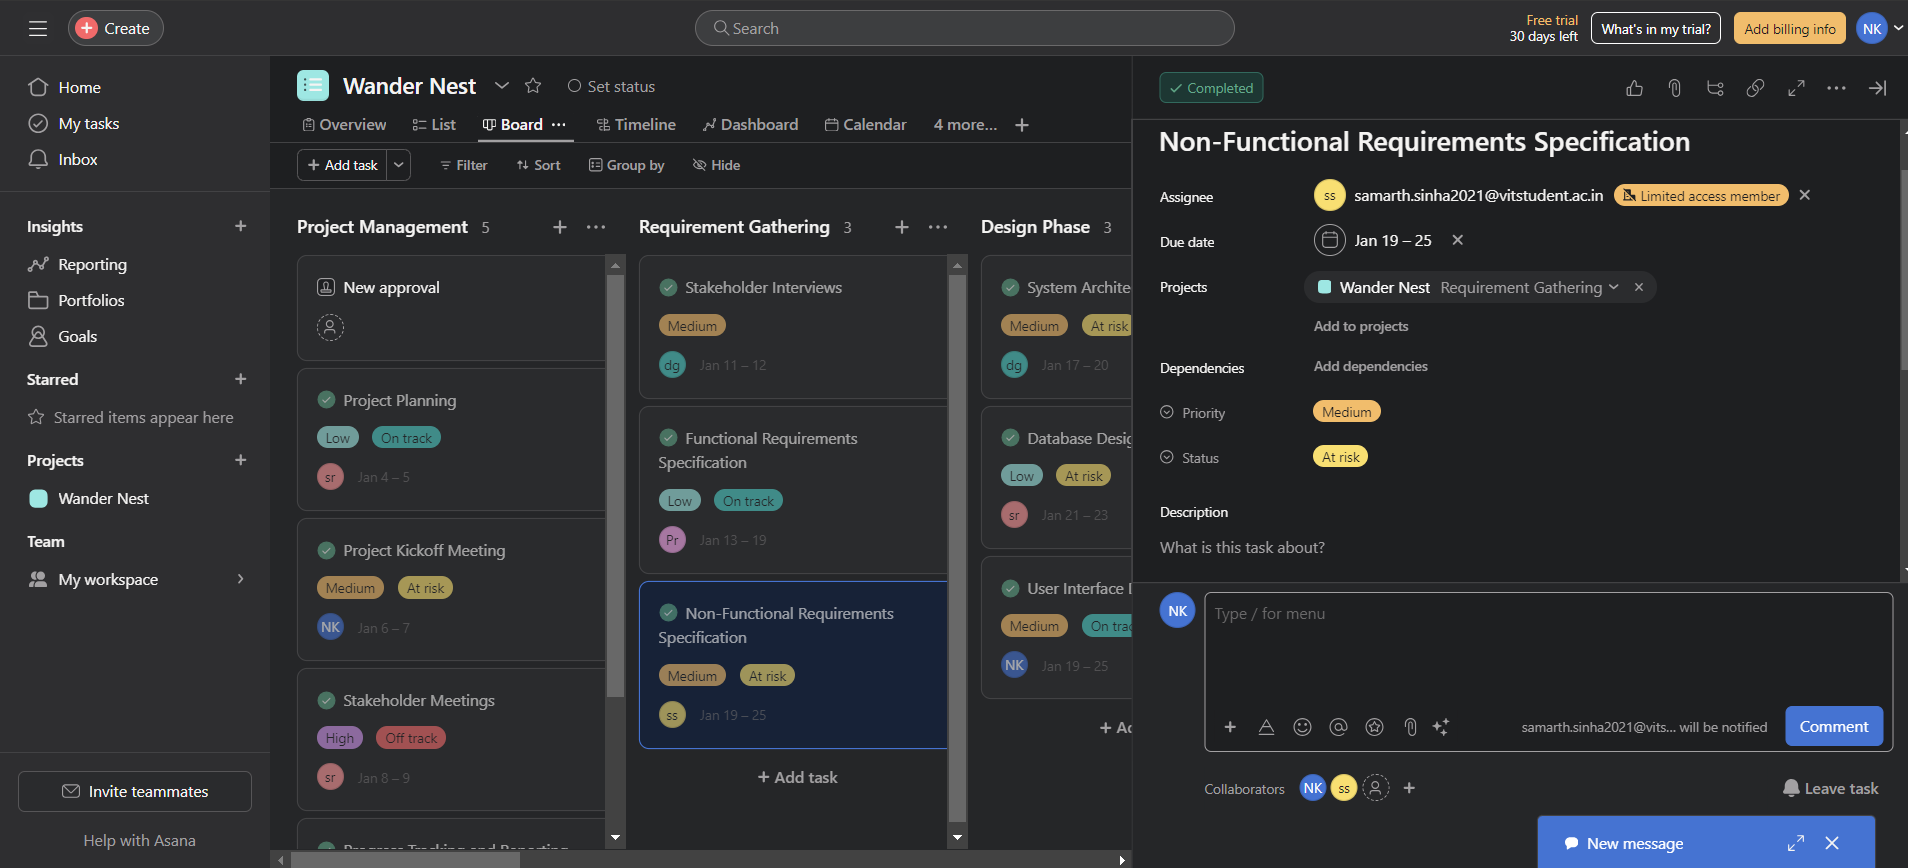 Create
Search
Free trial
30 days left
What's in my trial?
Add billing info
NK
Home
My tasks
Inbox
Insights
Reporting
Portfolios
Goals
Starred
Starred items appear here
Projects
Wander Nest
Team
My workspace
Invite teammates
Help with Asana
Wander Nest
Set status
Overview
List
Board
Timeline
Dashboard
Calendar
4 more...
Add task
Filter
Sort
Group by
Hide
Project Management 5
New approval
Project Planning
Low On track
sr Jan 4 – 5
Project Kickoff Meeting
Medium At risk
NK Jan 6 – 7
Stakeholder Meetings
High Off track
sr Jan 8 – 9
Progress Tracking and Reporting
Requirement Gathering 3
Stakeholder Interviews
Medium
dg Jan 11 – 12
Functional Requirements
Specification
Low On track
Pr Jan 13 – 19
Non-Functional Requirements
Specification
Medium At risk
ss Jan 19 – 25
+ Add task
Design Phase 3
System Archite
Medium At risk
dg Jan 17 – 20
Database Desig
Low At risk
sr Jan 21 – 23
User Interface
Medium On trac
NK Jan 19 – 25
+ Ad
Completed
Non-Functional Requirements Specification
Assignee ss samarth.sinha2021@vitstudent.ac.in Limited access member
Due date Jan 19 – 25
Projects Wander Nest Requirement Gathering
Add to projects
Dependencies Add dependencies
Priority Medium
Status At risk
Description
What is this task about?
NK
Type / for menu
samarth.sinha2021@vits... will be notified
Comment
Collaborators NK ss
Leave task
New message